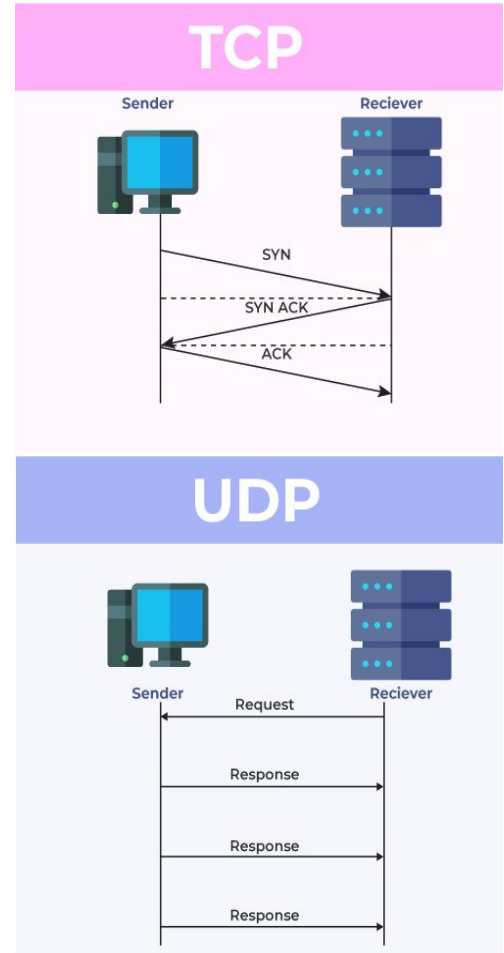 TCP
Sender Reciever
SYN
SYN ACK
ACK
UDP
Sender Reciever
Request
Response
Response
Response